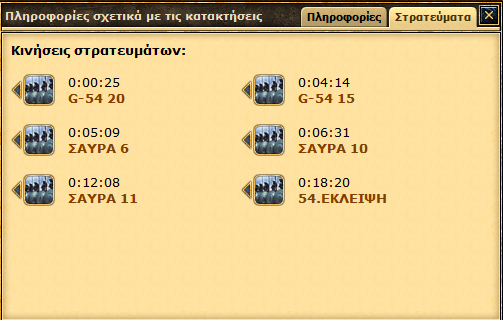 Πληροφορίες σχετικά με τις κατακτήσεις
Πληροφορίες
Στρατεύματα
Κινήσεις στρατευμάτων:
0:00:25
G-54 20
0:04:14
G-54 15
0:05:09
ΣΑΥΡΑ 6
0:06:31
ΣΑΥΡΑ 10
0:12:08
ΣΑΥΡΑ 11
0:18:20
54.ΕΚΛΕΙΨΗ